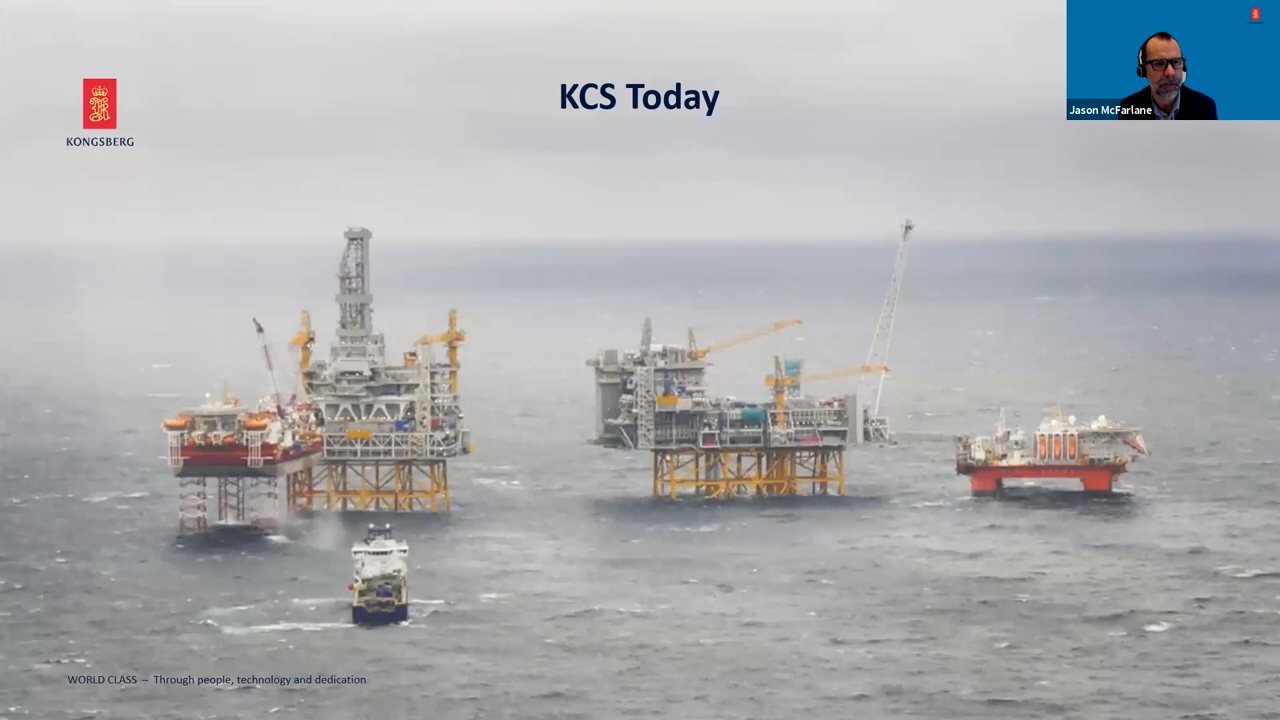 KCS Today
KONGSBERG
Jason McFarlane
WORLD CLASS – Through people, technology and dedication